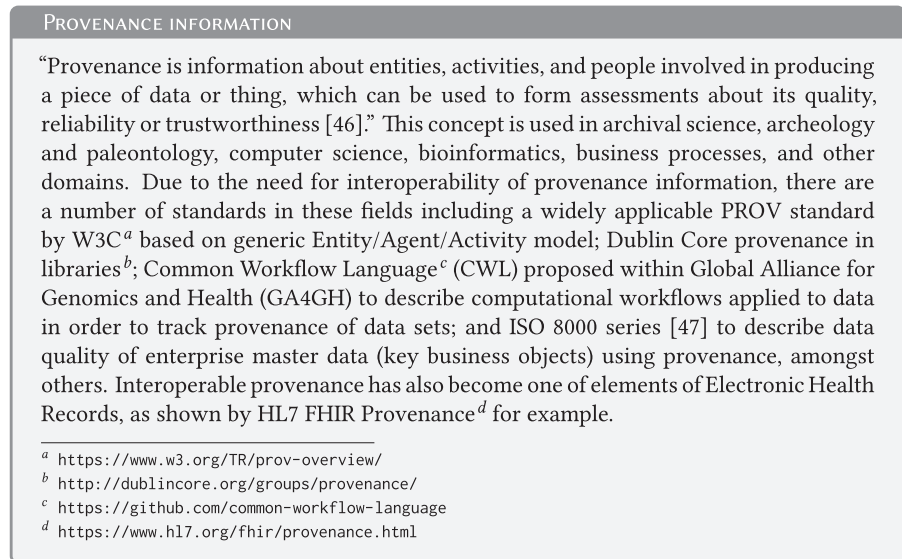 PROVENANCE INFORMATION
“Provenance is information about entities, activities, and people involved in producing
a piece of data or thing, which can be used to form assessments about its quality,
reliability or trustworthiness [46].” This concept is used in archival science, archeology
and paleontology, computer science, bioinformatics, business processes, and other
domains. Due to the need for interoperability of provenance information, there are
a number of standards in these fields including a widely applicable PROV standard
by W3C a based on generic Entity/Agent/Activity model; Dublin Core provenance in
libraries b; Common Workflow Language c (CWL) proposed within Global Alliance for
Genomics and Health (GA4GH) to describe computational workflows applied to data
in order to track provenance of data sets; and ISO 8000 series [47] to describe data
quality of enterprise master data (key business objects) using provenance, amongst
others. Interoperable provenance has also become one of elements of Electronic Health
Records, as shown by HL7 FHIR Provenance d for example.
a https://www.w3.org/TR/prov-overview/
b http://dublincore.org/groups/provenance/
c https://github.com/common-workflow-language
d https://www.hl7.org/fhir/provenance.html